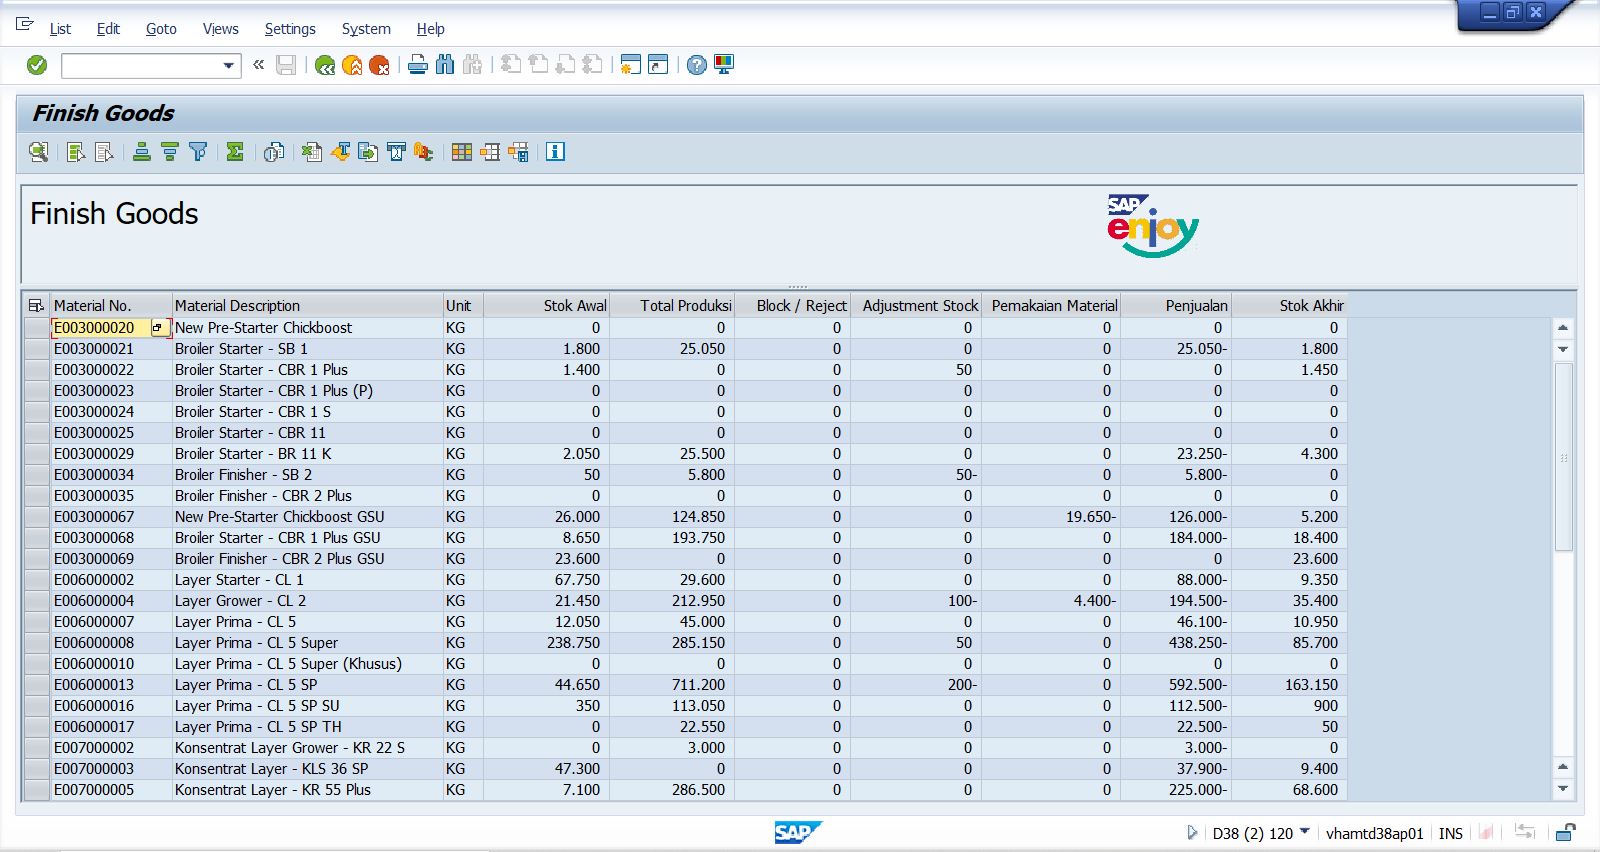 List Edit Goto Views Settings System Help
Finish Goods
Finish Goods
SAP
enjoy
Material No. Material Description Unit Stok Awal Total Produksi Block / Reject Adjustment Stock Pemakaian Material Penjualan Stok Akhir
E003000020 New Pre-Starter Chickboost KG 0 0 0 0 0 0 0
E003000021 Broiler Starter - SB 1 KG 1.800 25.050 0 0 0 25.050- 1.800
E003000022 Broiler Starter - CBR 1 Plus KG 1.400 0 0 50 0 0 1.450
E003000023 Broiler Starter - CBR 1 Plus (P) KG 0 0 0 0 0 0 0
E003000024 Broiler Starter - CBR 1 S KG 0 0 0 0 0 0 0
E003000025 Broiler Starter - CBR 11 KG 0 0 0 0 0 0 0
E003000029 Broiler Starter - BR 11 K KG 2.050 25.500 0 0 0 23.250- 4.300
E003000034 Broiler Finisher - SB 2 KG 50 5.800 0 50- 0 5.800- 0
E003000035 Broiler Finisher - CBR 2 Plus KG 0 0 0 0 0 0 0
E003000067 New Pre-Starter Chickboost GSU KG 26.000 124.850 0 0 19.650- 126.000- 5.200
E003000068 Broiler Starter - CBR 1 Plus GSU KG 8.650 193.750 0 0 0 184.000- 18.400
E003000069 Broiler Finisher - CBR 2 Plus GSU KG 23.600 0 0 0 0 0 23.600
E006000002 Layer Starter - CL 1 KG 67.750 29.600 0 0 0 88.000- 9.350
E006000004 Layer Grower - CL 2 KG 21.450 212.950 0 100- 4.400- 194.500- 35.400
E006000007 Layer Prima - CL 5 KG 12.050 45.000 0 0 0 46.100- 10.950
E006000008 Layer Prima - CL 5 Super KG 238.750 285.150 0 50 0 438.250- 85.700
E006000010 Layer Prima - CL 5 Super (Khusus) KG 0 0 0 0 0 0 0
E006000013 Layer Prima - CL 5 SP KG 44.650 711.200 0 200- 0 592.500- 163.150
E006000016 Layer Prima - CL 5 SP SU KG 350 113.050 0 0 0 112.500- 900
E006000017 Layer Prima - CL 5 SP TH KG 0 22.550 0 0 0 22.500- 50
E007000002 Konsentrat Layer Grower - KR 22 S KG 0 3.000 0 0 0 3.000- 0
E007000003 Konsentrat Layer - KLS 36 SP KG 47.300 0 0 0 0 37.900- 9.400
E007000005 Konsentrat Layer - KR 55 Plus KG 7.100 286.500 0 0 0 225.000- 68.600
SAP D38 (2) 120 vhamtd38ap01 INS